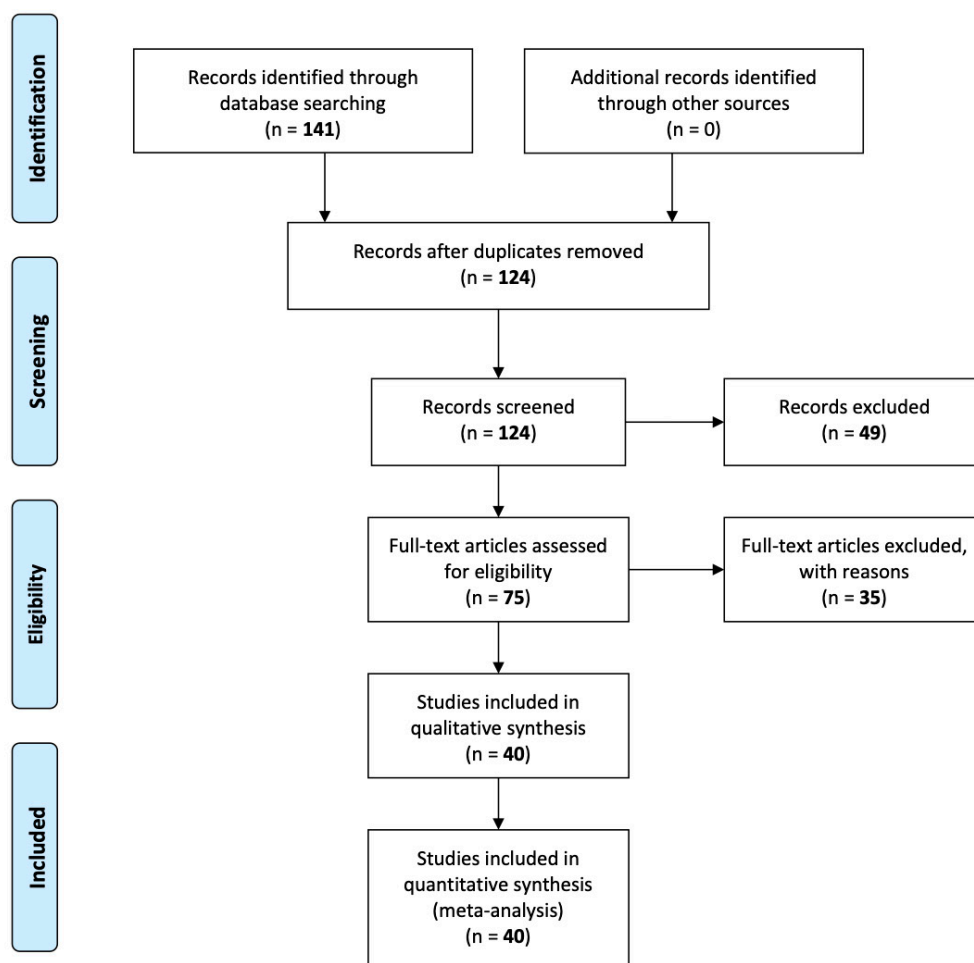 Identification
Records identified through
database searching
(n = 141)
Additional records identified
through other sources
(n = 0)
Records after duplicates removed
(n = 124)
Screening
Records screened
(n = 124)
Records excluded
(n = 49)
Eligibility
Full-text articles assessed
for eligibility
(n = 75)
Full-text articles excluded,
with reasons
(n = 35)
Studies included in
qualitative synthesis
(n = 40)
Included
Studies included in
quantitative synthesis
(meta-analysis)
(n = 40)